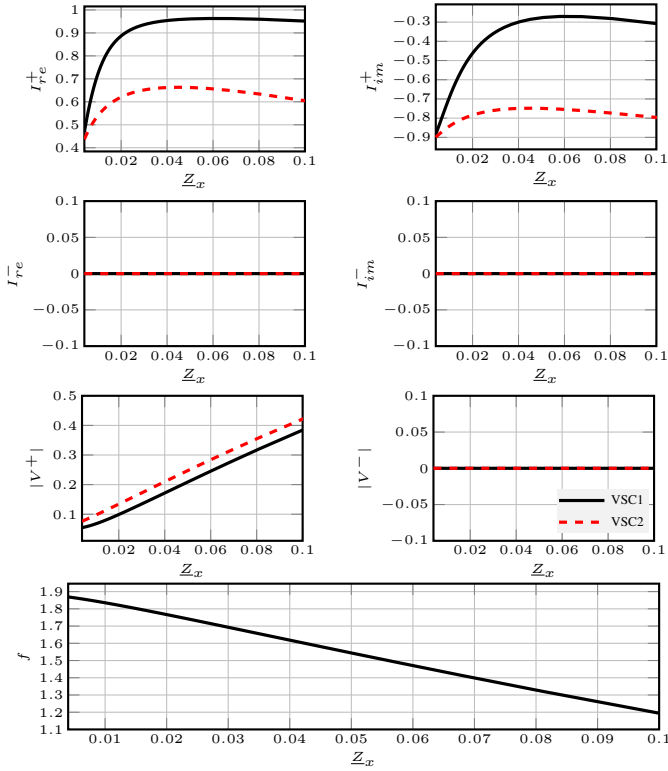 1
0.9
0.8
0.7
0.6
0.5
0.4
I^+_{re}
0.02 0.04 0.06 0.08 0.1
Z_x
−0.3
−0.4
−0.5
−0.6
−0.7
−0.8
−0.9
I^+_{im}
0.02 0.04 0.06 0.08 0.1
Z_x
0.1
0.05
0
−0.05
−0.1
I^-_{re}
0.02 0.04 0.06 0.08 0.1
Z_x
0.1
0.05
0
−0.05
−0.1
I^-_{im}
0.02 0.04 0.06 0.08 0.1
Z_x
0.5
0.4
0.3
0.2
0.1
|V^+|
0.02 0.04 0.06 0.08 0.1
Z_x
0.1
0.05
0
−0.05
−0.1
|V^-|
VSC1
VSC2
0.02 0.04 0.06 0.08 0.1
Z_x
1.9
1.8
1.7
1.6
1.5
1.4
1.3
1.2
1.1
f
0.01 0.02 0.03 0.04 0.05 0.06 0.07 0.08 0.09 0.1
Z_x